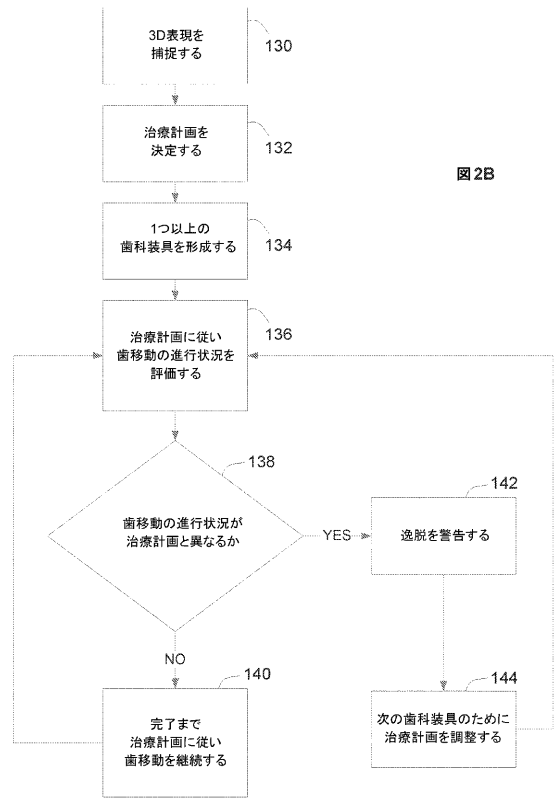 3D表現を
捕捉する
130
治療計画を
決定する
132
図2B
1つ以上の
歯科装具を形成する
134
治療計画に従い
歯移動の進行状況を
評価する
136
138
歯移動の進行状況が
治療計画と異なるか
YES
142
逸脱を警告する
NO
140
完了まで
治療計画に従い
歯移動を継続する
144
次の歯科装具のために
治療計画を調整する